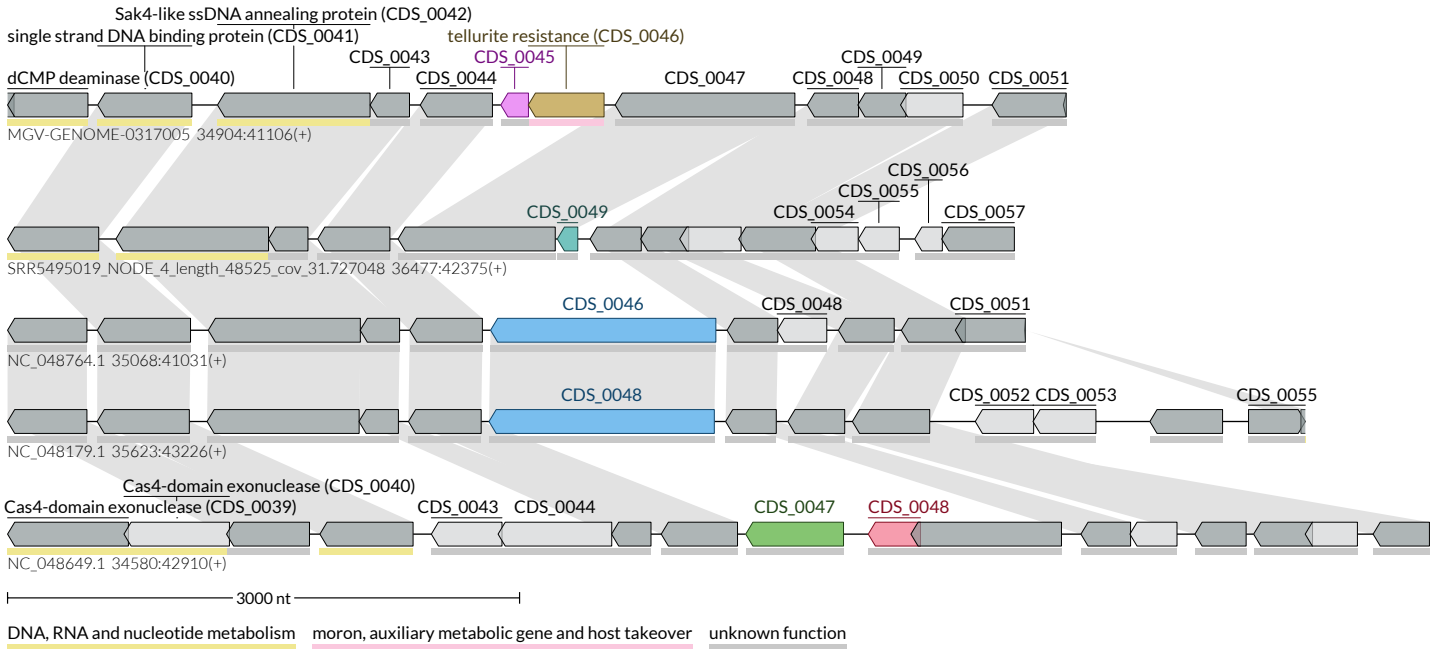 Sak4-like ssDNA annealing protein (CDS_0042)
single strand DNA binding protein (CDS_0041) tellurite resistance (CDS_0046)
CDS_0043 CDS_0045 CDS_0049
dCMP deaminase (CDS_0040) CDS_0044 CDS_0047 CDS_0048 CDS_0050 CDS_0051
MGV-GENOME-0317005 34904:41106(+)
CDS_0056
CDS_0055
CDS_0049 CDS_0054 CDS_0057
SRR5495019_NODE_4_length_48525_cov_31.727048 36477:42375(+)
CDS_0046 CDS_0048 CDS_0051
NC_048764.1 35068:41031(+)
CDS_0048 CDS_0052 CDS_0053 CDS_0055
NC_048179.1 35623:43226(+)
Cas4-domain exonuclease (CDS_0040)
Cas4-domain exonuclease (CDS_0039) CDS_0043 CDS_0044 CDS_0047 CDS_0048
NC_048649.1 34580:42910(+)
3000 nt
DNA, RNA and nucleotide metabolism moron, auxiliary metabolic gene and host takeover unknown function